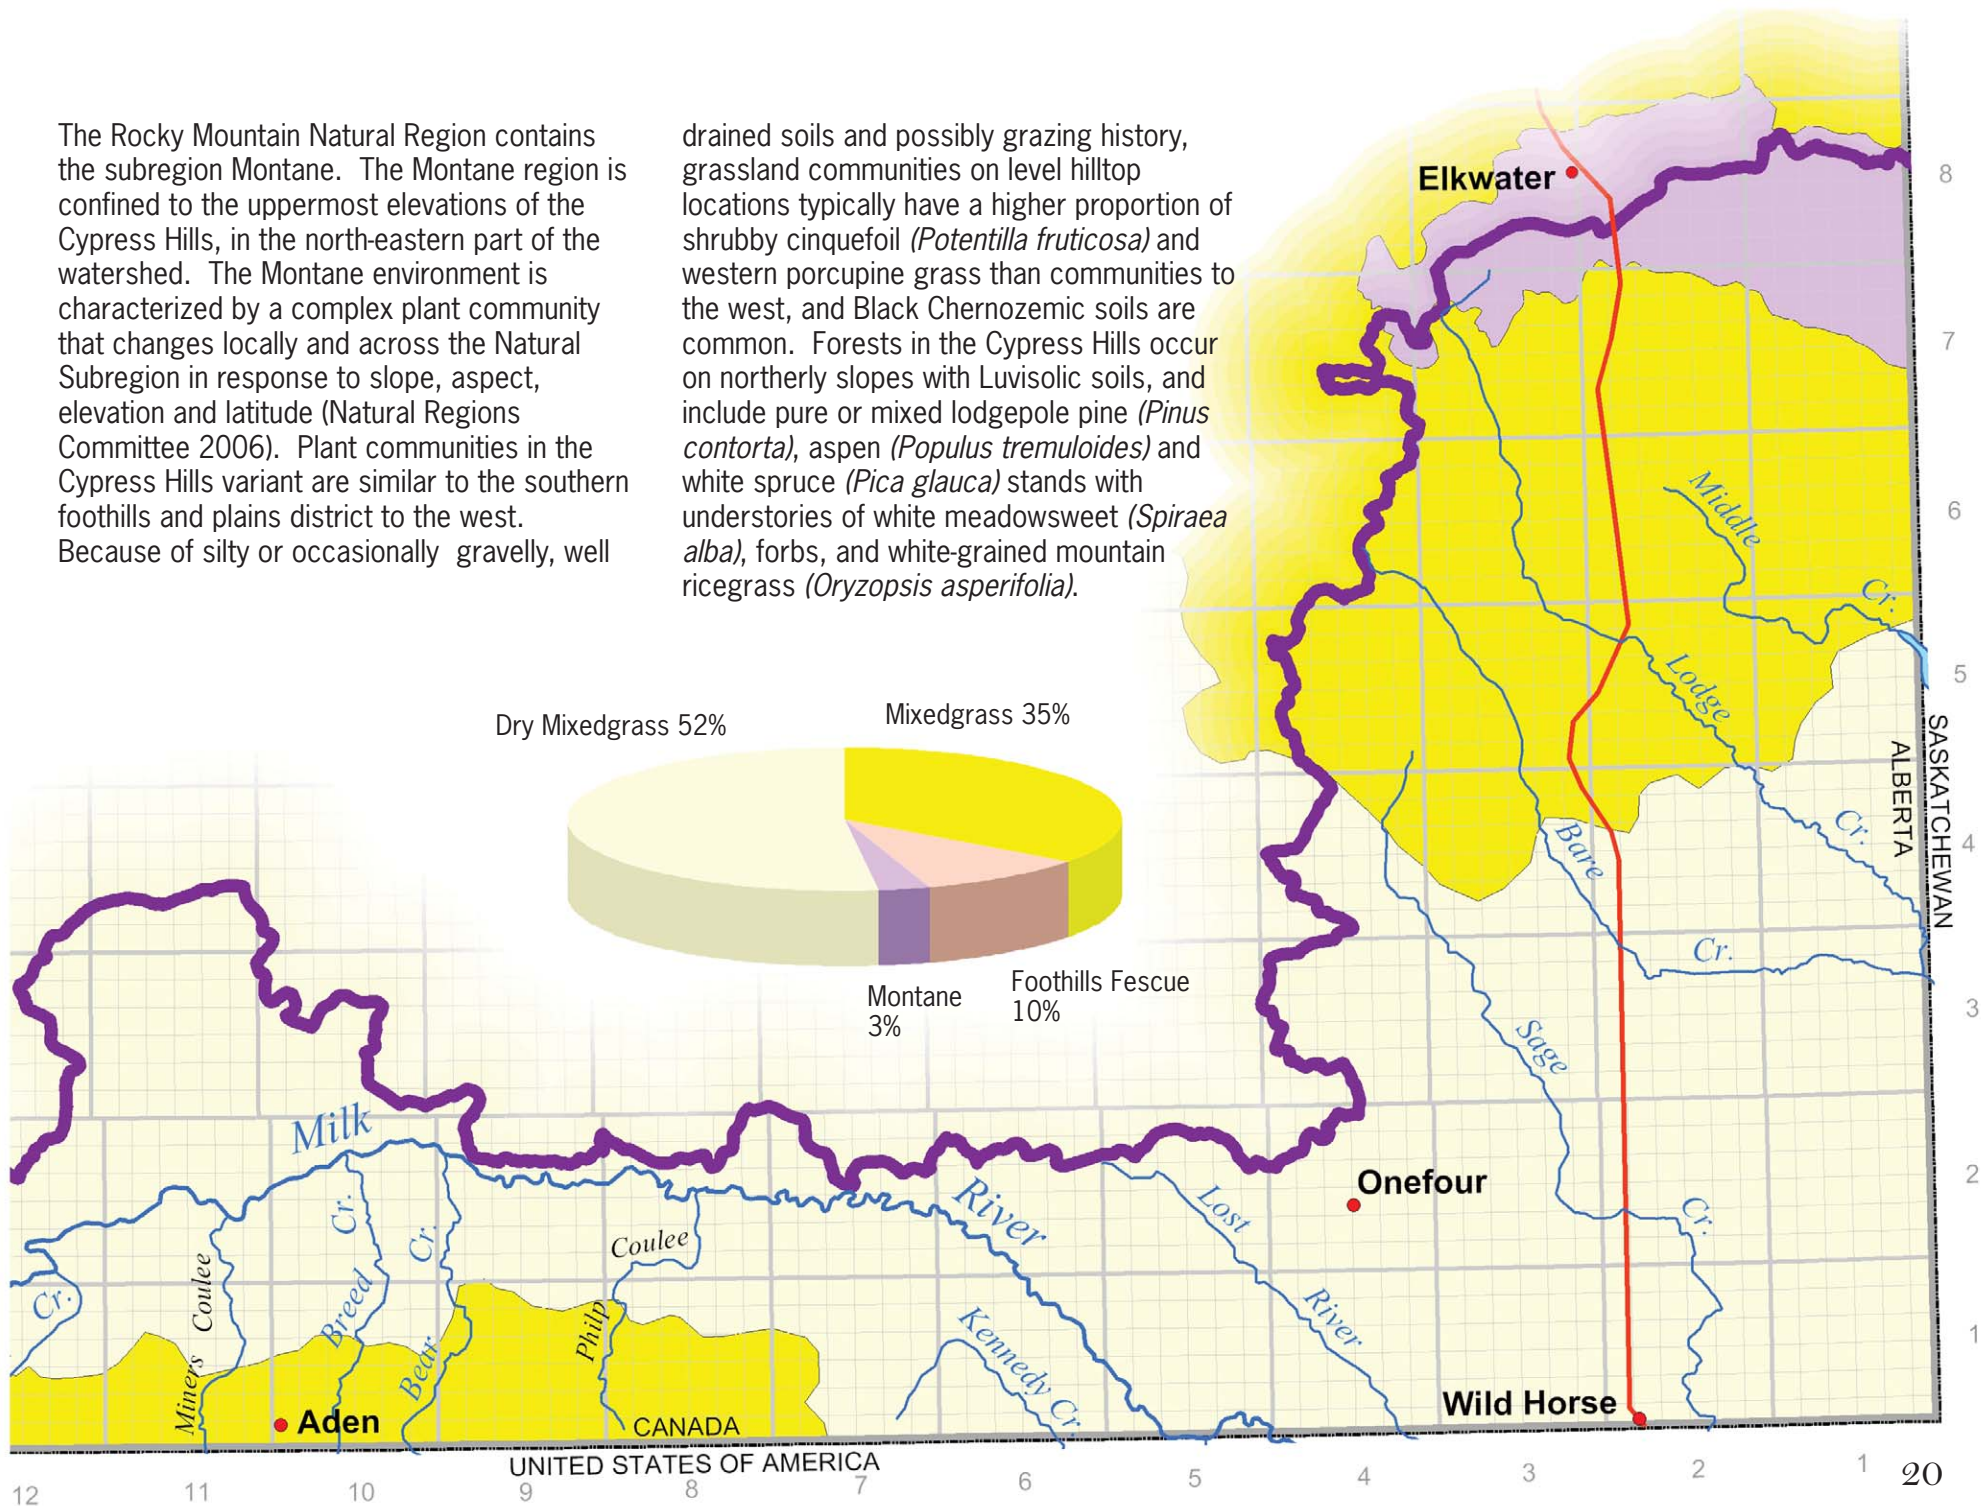 The Rocky Mountain Natural Region contains
the subregion Montane.  The Montane region is
confined to the uppermost elevations of the
Cypress Hills, in the north-eastern part of the
watershed.  The Montane environment is
characterized by a complex plant community
that changes locally and across the Natural
Subregion in response to slope, aspect,
elevation and latitude (Natural Regions
Committee 2006).  Plant communities in the
Cypress Hills variant are similar to the southern
foothills and plains district to the west.
Because of silty or occasionally  gravelly, well
drained soils and possibly grazing history,
grassland communities on level hilltop
locations typically have a higher proportion of
shrubby cinquefoil (Potentilla fruticosa) and
western porcupine grass than communities to
the west, and Black Chernozemic soils are
common.  Forests in the Cypress Hills occur
on northerly slopes with Luvisolic soils, and
include pure or mixed lodgepole pine (Pinus
contorta), aspen (Populus tremuloides) and
white spruce (Pica glauca) stands with
understories of white meadowsweet (Spiraea
alba), forbs, and white-grained mountain
ricegrass (Oryzopsis asperifolia).
Dry Mixedgrass 52%
Mixedgrass 35%
Montane
3%
Foothills Fescue
10%
Elkwater
Middle
Cr.
Lodge
Cr.
Bare
Cr.
Sage
Cr.
SASKATCHEWAN
ALBERTA
Milk
River
Onefour
Lost
River
Kennedy Cr.
Wild Horse
Coulee
Philp
Cr.
Bear
Cr.
Breed
Coulee
Miners
Cr.
Aden
CANADA
UNITED STATES OF AMERICA
8
7
6
5
4
3
2
1
12
11
10
9
8
7
6
5
4
3
2
1
20